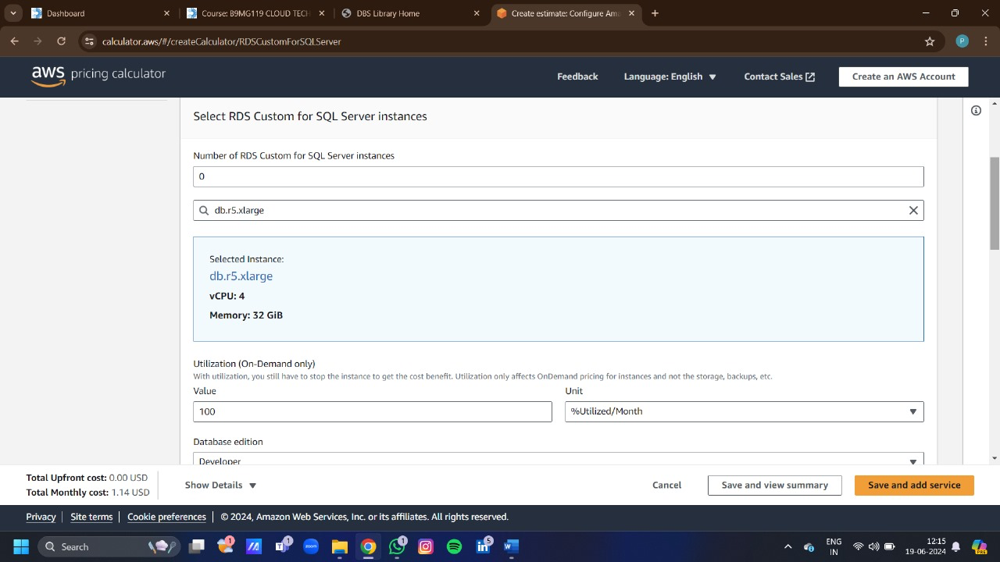 Dashboard
Course: B9MG119 CLOUD TECH
DBS Library Home
Create estimate: Configure Ama
calculator.aws/#/createCalculator/RDSCustomForSQLServer
P
aws pricing calculator
Feedback
Language: English
Contact Sales
Create an AWS Account
Select RDS Custom for SQL Server instances
Number of RDS Custom for SQL Server instances
0
db.r5.xlarge
Selected Instance:
db.r5.xlarge
vCPU: 4
Memory: 32 GiB
Utilization (On-Demand only)
With utilization, you still have to stop the instance to get the cost benefit. Utilization only affects OnDemand pricing for instances and not the storage, backups, etc.
Value
Unit
100
%Utilized/Month
Database edition
Developer
Total Upfront cost: 0.00 USD
Total Monthly cost: 1.14 USD
Show Details
Cancel
Save and view summary
Save and add service
Privacy
Site terms
Cookie preferences
© 2024, Amazon Web Services, Inc. or its affiliates. All rights reserved.
Search
1
1
zoom
1
5
ENG
IN
12:15
19-06-2024
PRE